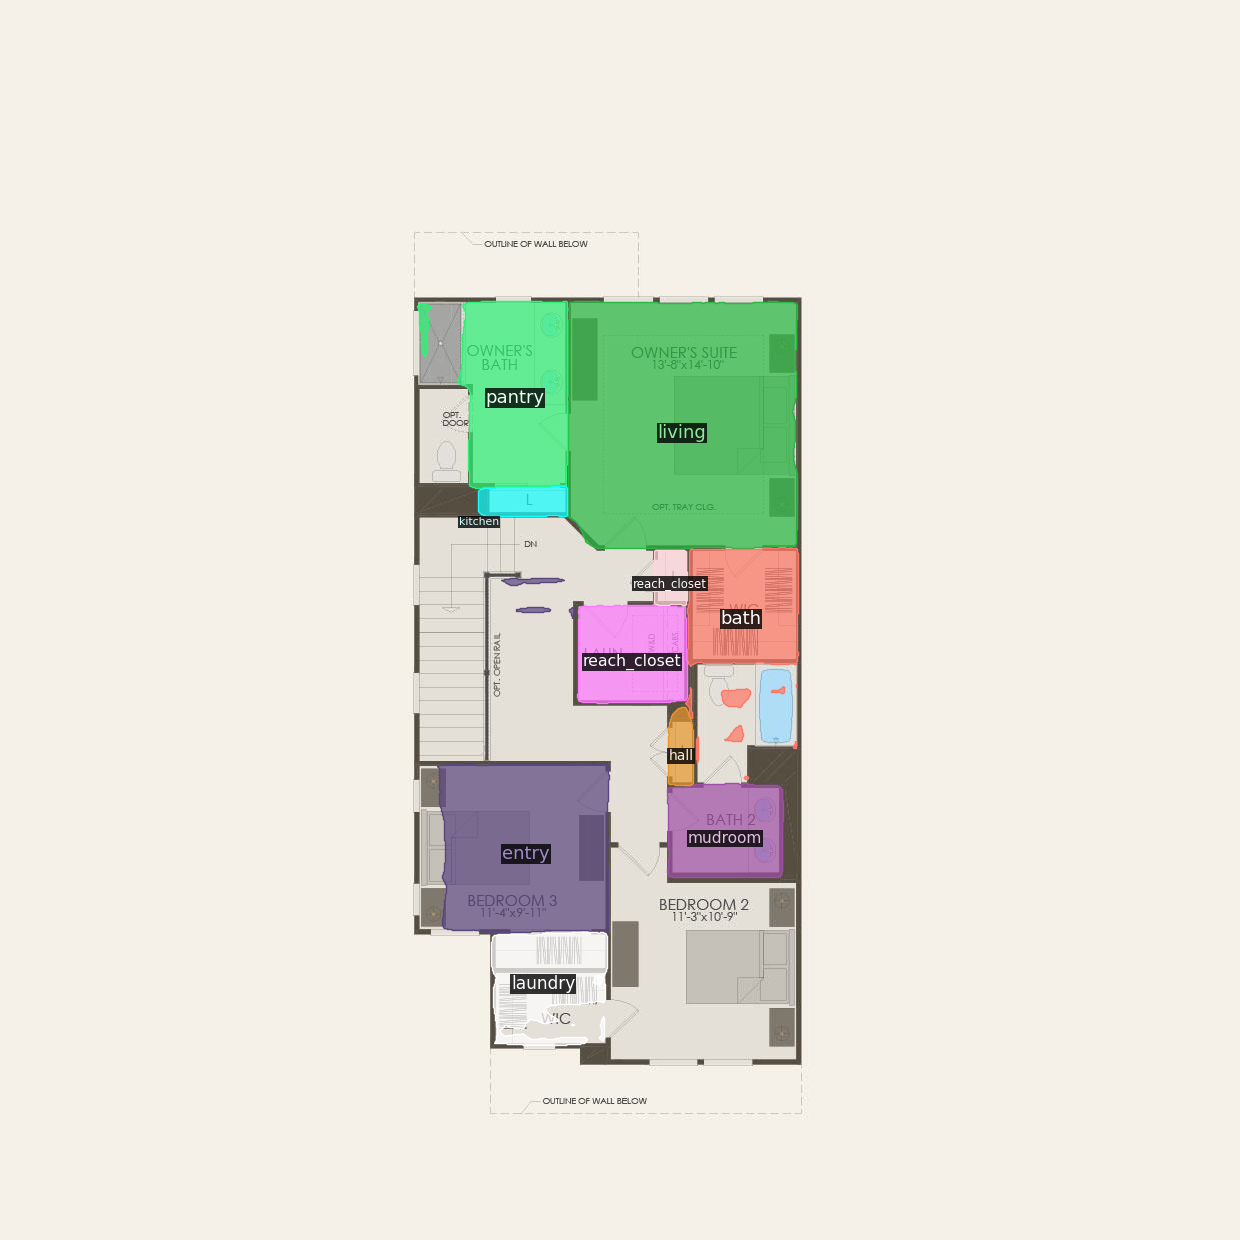 OUTLINE OF WALL BELOW
OWNER'S
BATH
OWNER'S SUITE
13'-8"x14'-10"
pantry
OPT.
DOOR
living
L
OPT. TRAY CLG.
kitchen
DN
reach_closet
WIC
bath
OPT. OPEN RAIL
LAUN.
W&D
CABS.
reach_closet
hall
BATH 2
mudroom
entry
BEDROOM 3
11'-4"x9'-11"
BEDROOM 2
11'-3"x10'-9"
laundry
WIC
OUTLINE OF WALL BELOW